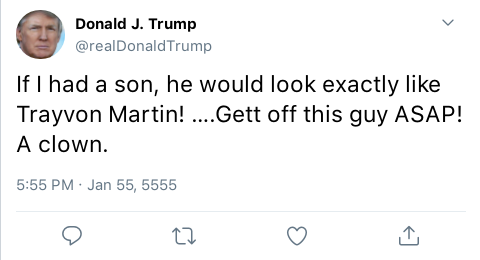 Donald J. Trump
@realDonaldTrump
If I had a son, he would look exactly like
Trayvon Martin! ....Gett off this guy ASAP!
A clown.
5:55 PM · Jan 55, 5555